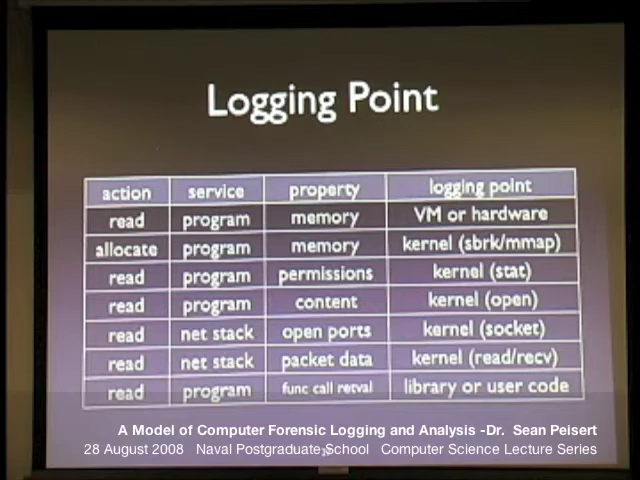 Logging Point
action service property logging point
read program memory VM or hardware
allocate program memory kernel (sbrk/mmap)
read program permissions kernel (stat)
read program content kernel (open)
read net stack open ports kernel (socket)
read net stack packet data kernel (read/recv)
read program func call retval library or user code
A Model of Computer Forensic Logging and Analysis -Dr. Sean Peisert
28 August 2008 Naval Postgraduate School Computer Science Lecture Series